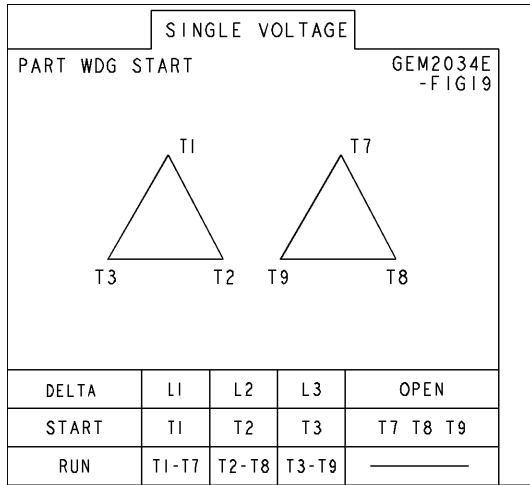 SINGLE VOLTAGE
PART WDG START
GEM2034E
-FIG19
T1
T7
T3
T2
T9
T8
DELTA L1 L2 L3 OPEN
START T1 T2 T3 T7 T8 T9
RUN T1-T7 T2-T8 T3-T9